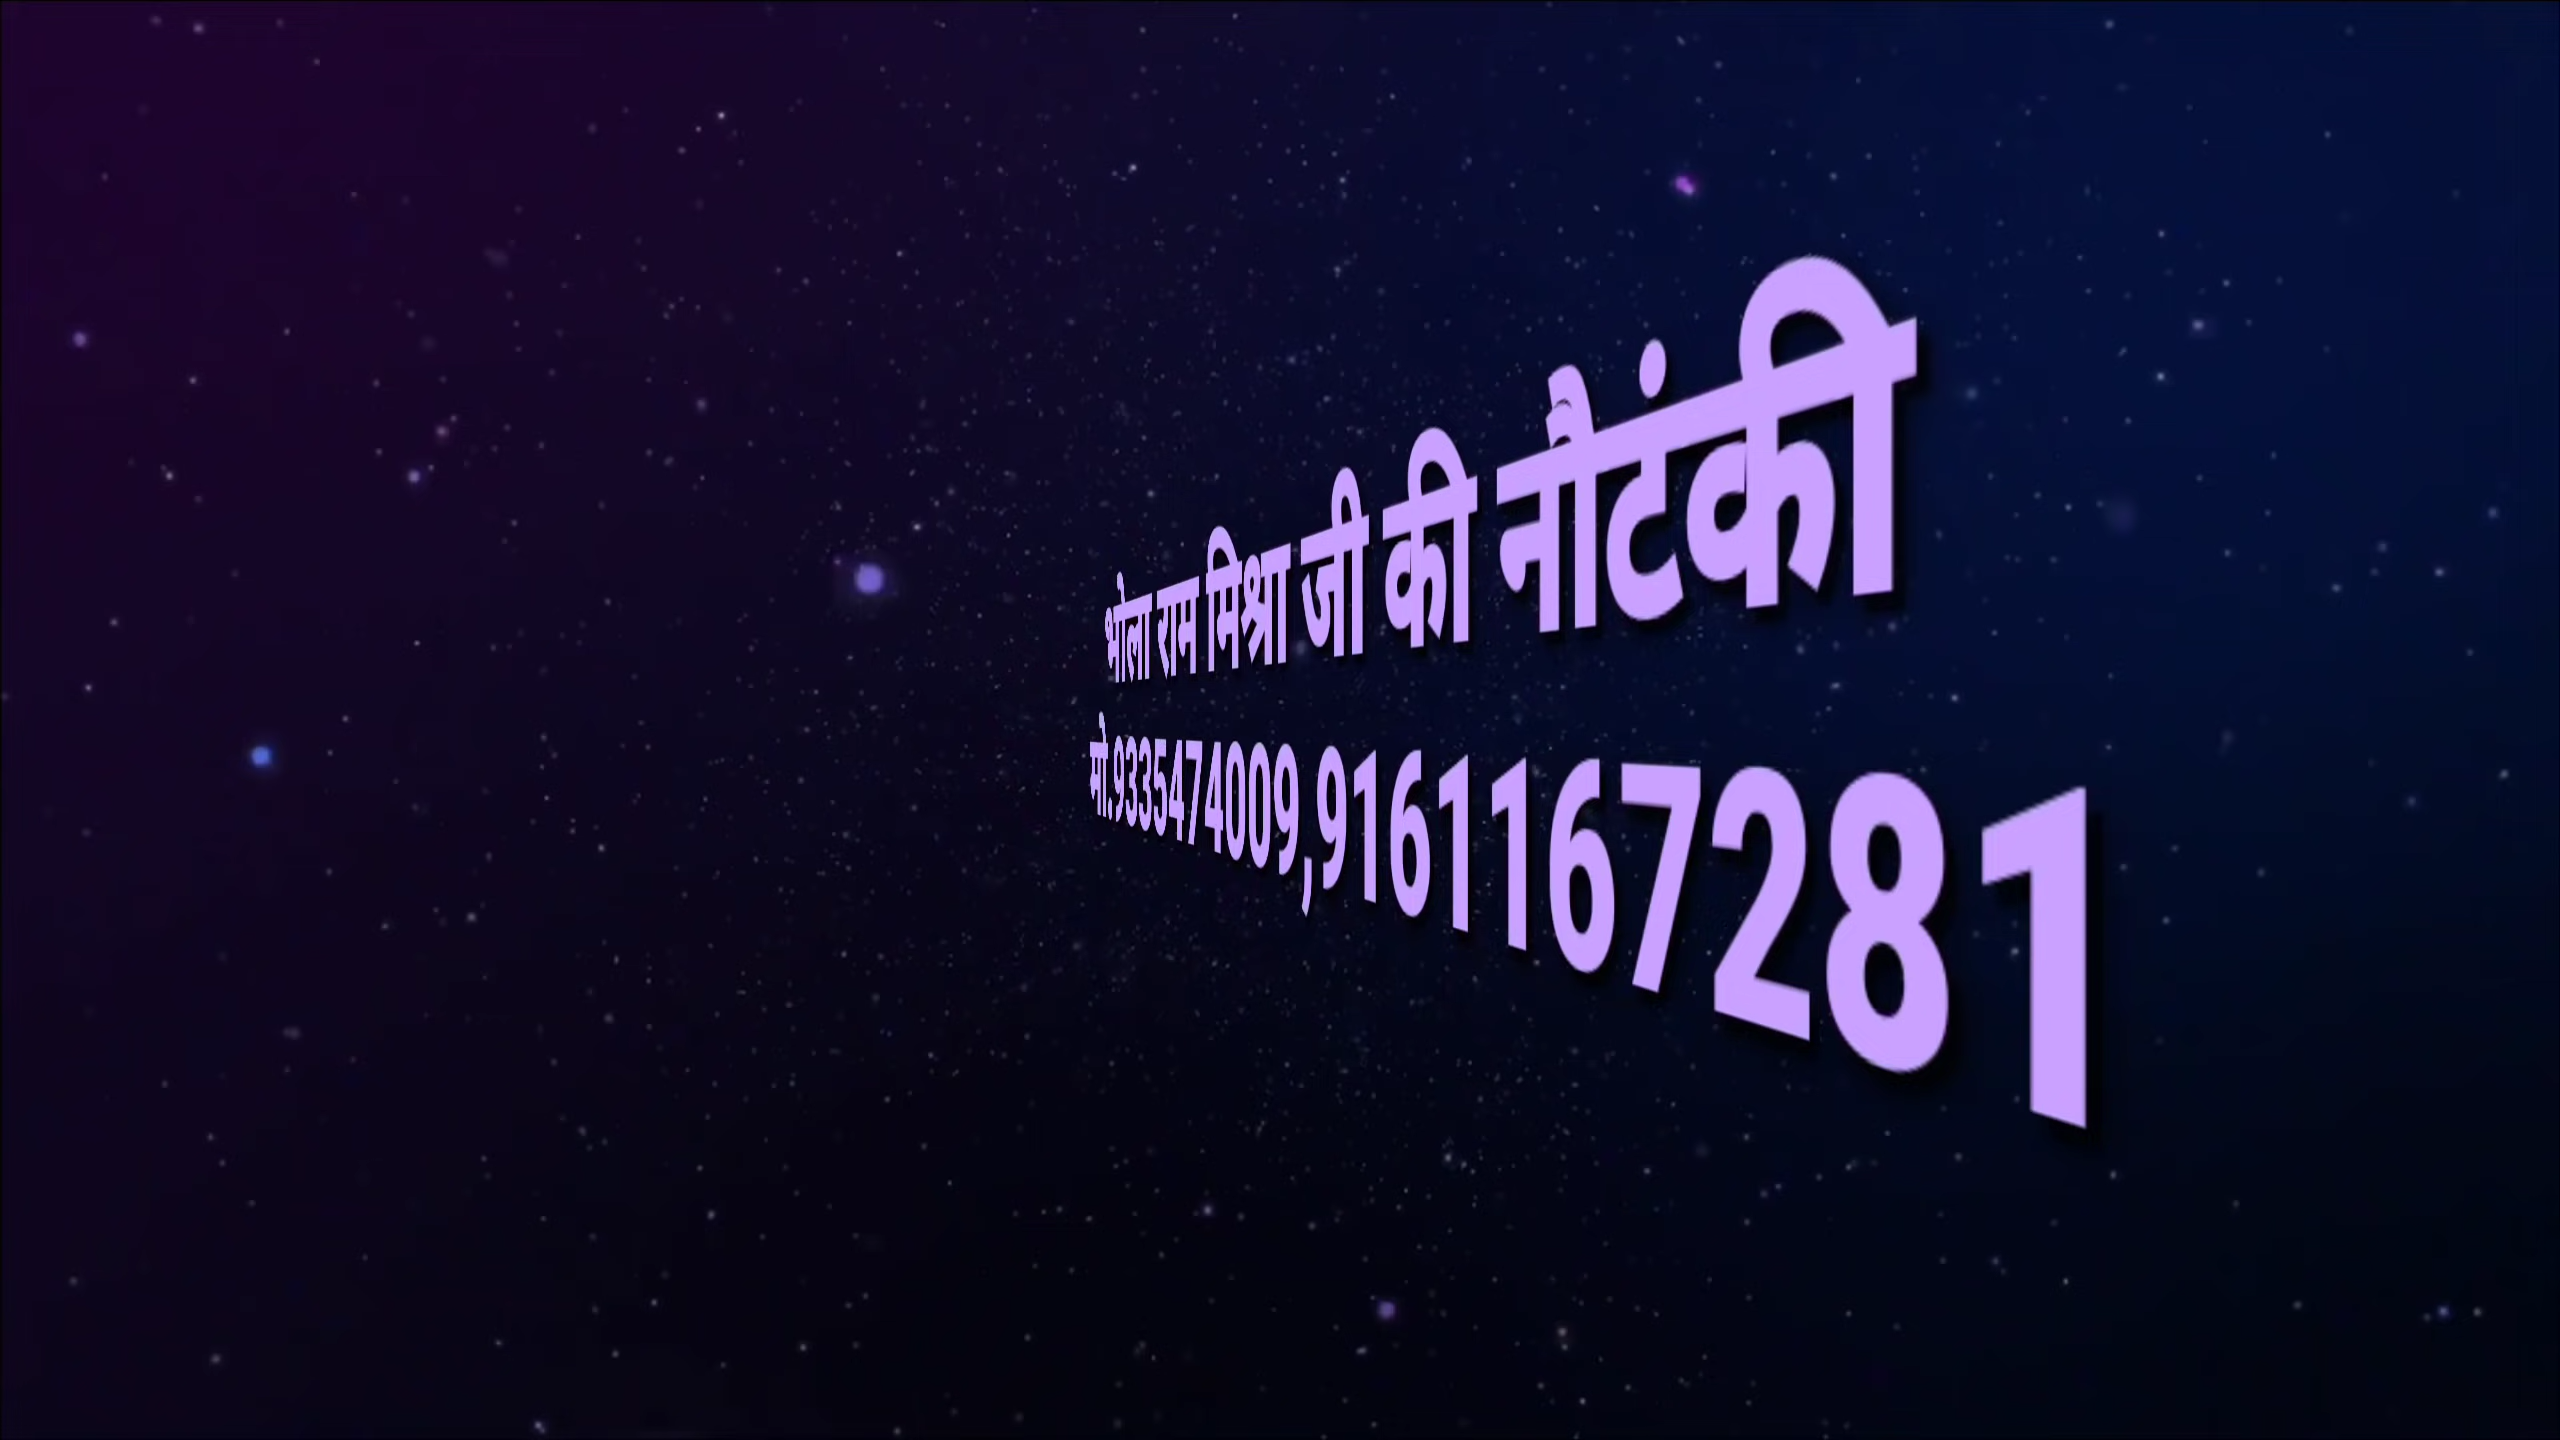 भोला राम मिश्रा जी की नौटंकी
मो.9335474009,9161167281